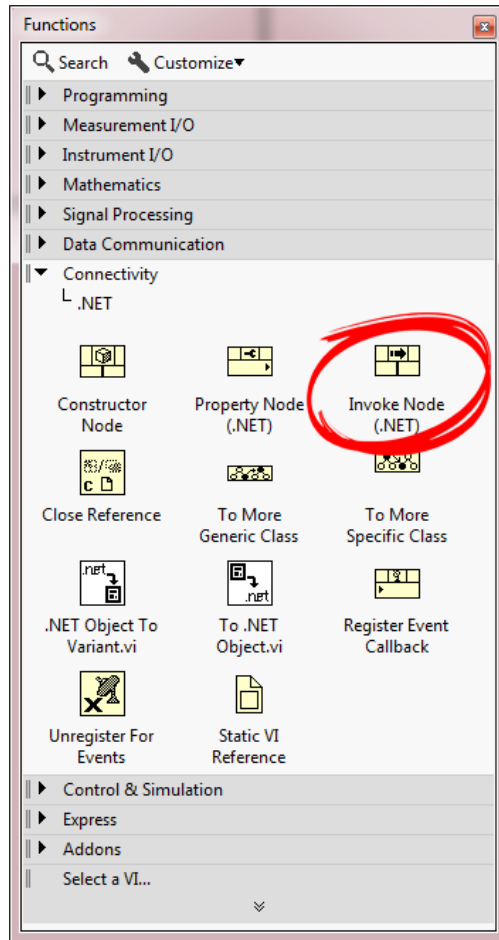 Functions
Search Customize
Programming
Measurement I/O
Instrument I/O
Mathematics
Signal Processing
Data Communication
Connectivity
.NET
Constructor
Node
Property Node
(.NET)
Invoke Node
(.NET)
C
Close Reference
To More
Generic Class
To More
Specific Class
.net
.NET Object To
Variant.vi
.net
To .NET
Object.vi
Register Event
Callback
X
Unregister For
Events
Static VI
Reference
Control & Simulation
Express
Addons
Select a VI...